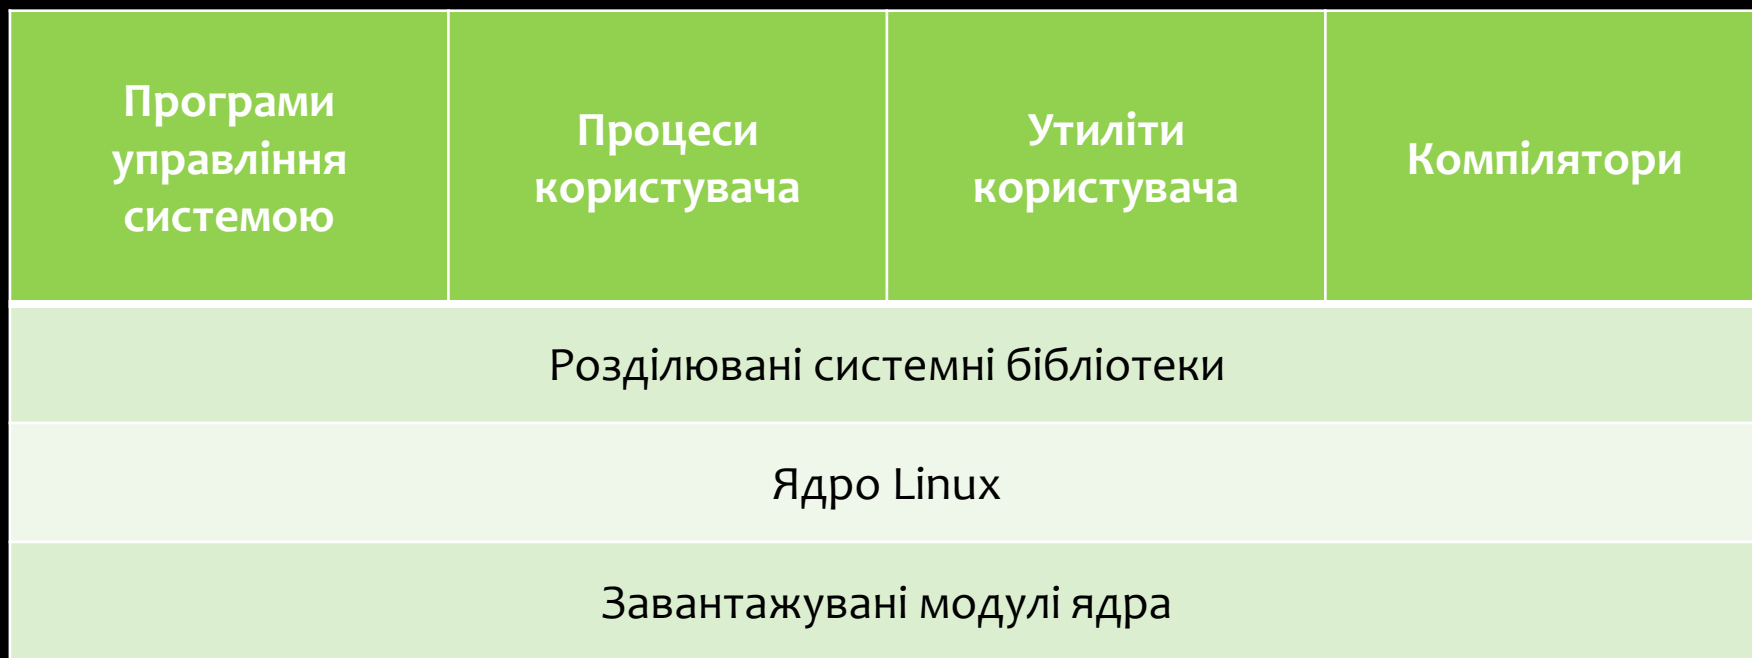 Програми
управління
системою
Процеси
користувача
Утиліти
користувача
Компілятори
Розділювані системні бібліотеки
Ядро Linux
Завантажувані модулі ядра